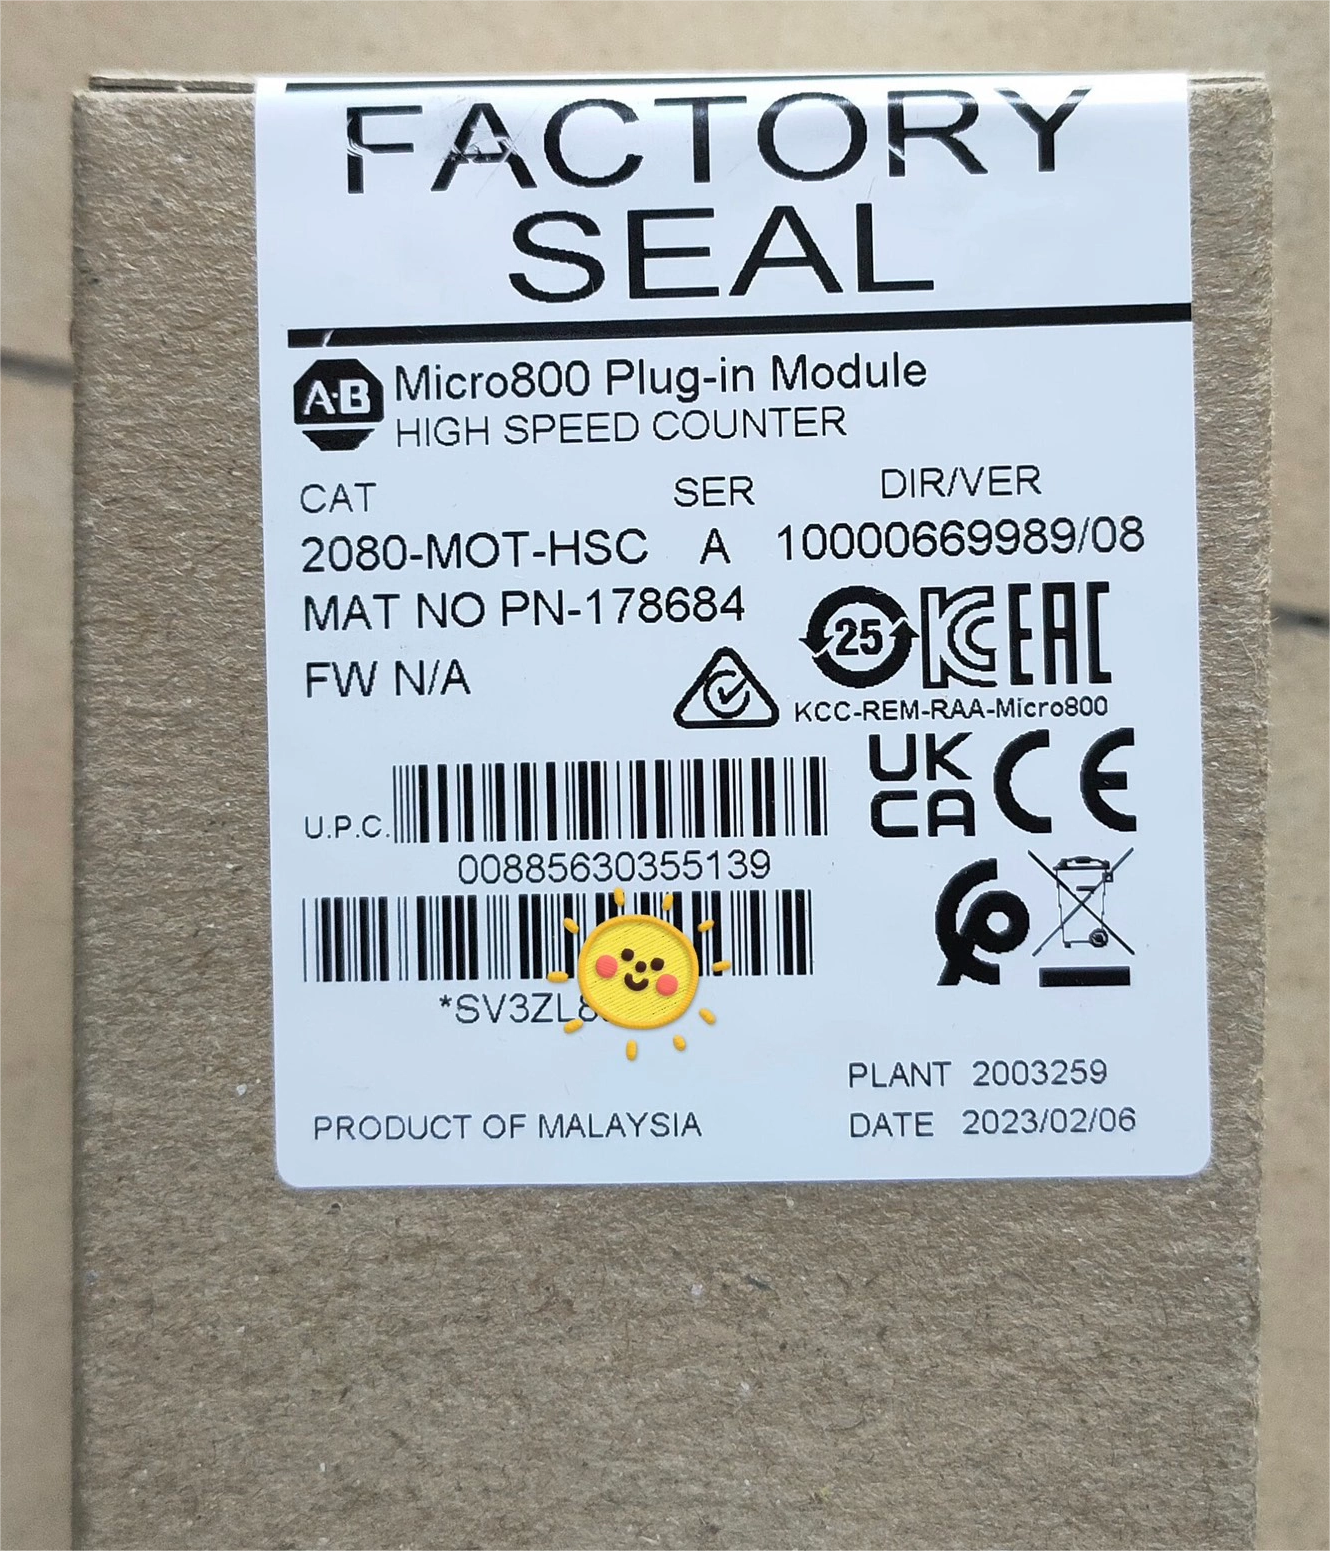 FACTORY
SEAL
A·B
Micro800 Plug-in Module
HIGH SPEED COUNTER
CAT SER DIR/VER
2080-MOT-HSC A 10000669989/08
MAT NO PN-178684
25
EAC
FW N/A
KCC-REM-RAA-Micro800
UK
CA
CE
U.P.C.
00885630355139
*SV3ZL8
PLANT 2003259
PRODUCT OF MALAYSIA
DATE 2023/02/06